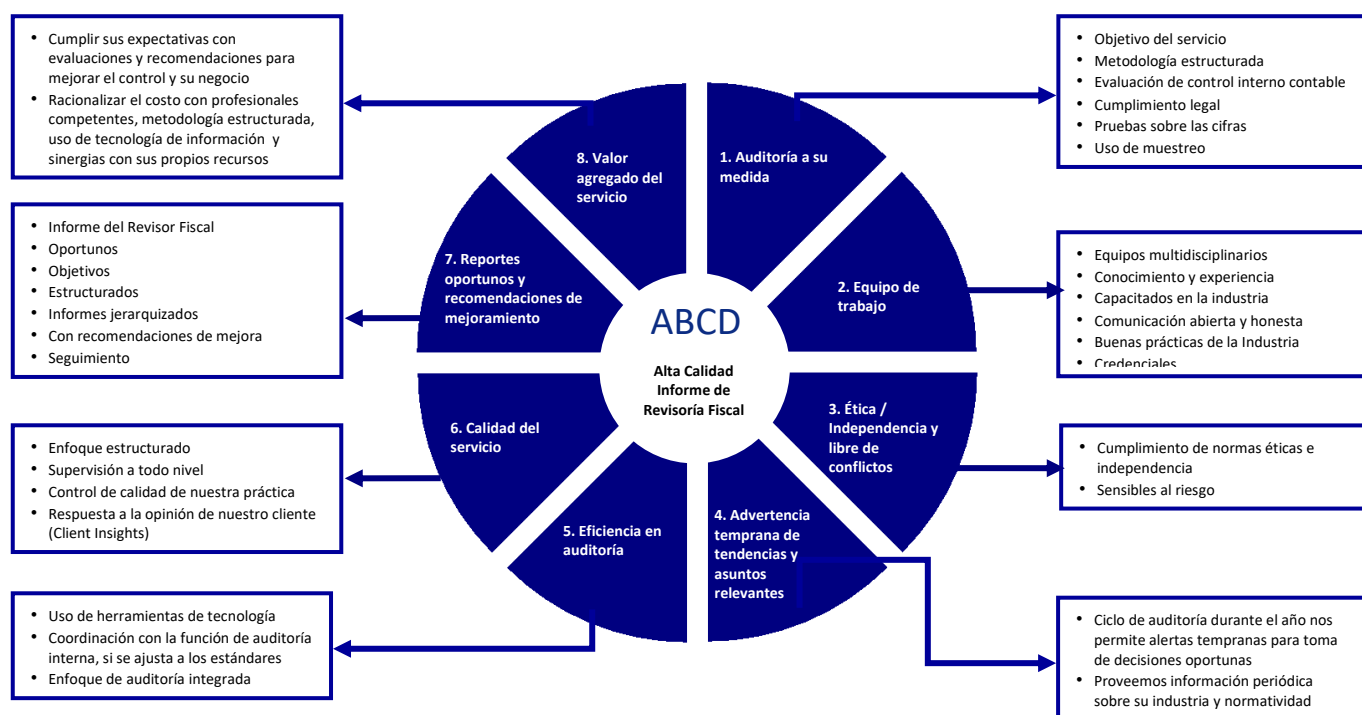 • Cumplir sus expectativas con
evaluaciones y recomendaciones para
mejorar el control y su negocio
• Racionalizar el costo con profesionales
competentes, metodología estructurada,
uso de tecnología de información y
sinergias con sus propios recursos
• Objetivo del servicio
• Metodología estructurada
• Evaluación de control interno contable
• Cumplimiento legal
• Pruebas sobre las cifras
• Uso de muestreo
8. Valor
agregado del
servicio
1. Auditoría a su
medida
• Informe del Revisor Fiscal
• Oportunos
• Objetivos
• Estructurados
• Informes jerarquizados
• Con recomendaciones de mejora
• Seguimiento
7. Reportes
oportunos y
recomendaciones de
mejoramiento
2. Equipo de
trabajo
• Equipos multidisciplinarios
• Conocimiento y experiencia
• Capacitados en la industria
• Comunicación abierta y honesta
• Buenas prácticas de la Industria
• Credenciales
ABCD
Alta Calidad
Informe de
Revisoría Fiscal
6. Calidad del
servicio
3. Ética /
Independencia y
libre de
conflictos
• Enfoque estructurado
• Supervisión a todo nivel
• Control de calidad de nuestra práctica
• Respuesta a la opinión de nuestro cliente
(Client Insights)
• Cumplimiento de normas éticas e
independencia
• Sensibles al riesgo
5. Eficiencia en
auditoría
4. Advertencia
temprana de
tendencias y
asuntos
relevantes
• Uso de herramientas de tecnología
• Coordinación con la función de auditoría
interna, si se ajusta a los estándares
• Enfoque de auditoría integrada
• Ciclo de auditoría durante el año nos
permite alertas tempranas para toma
de decisiones oportunas
• Proveemos información periódica
sobre su industria y normatividad